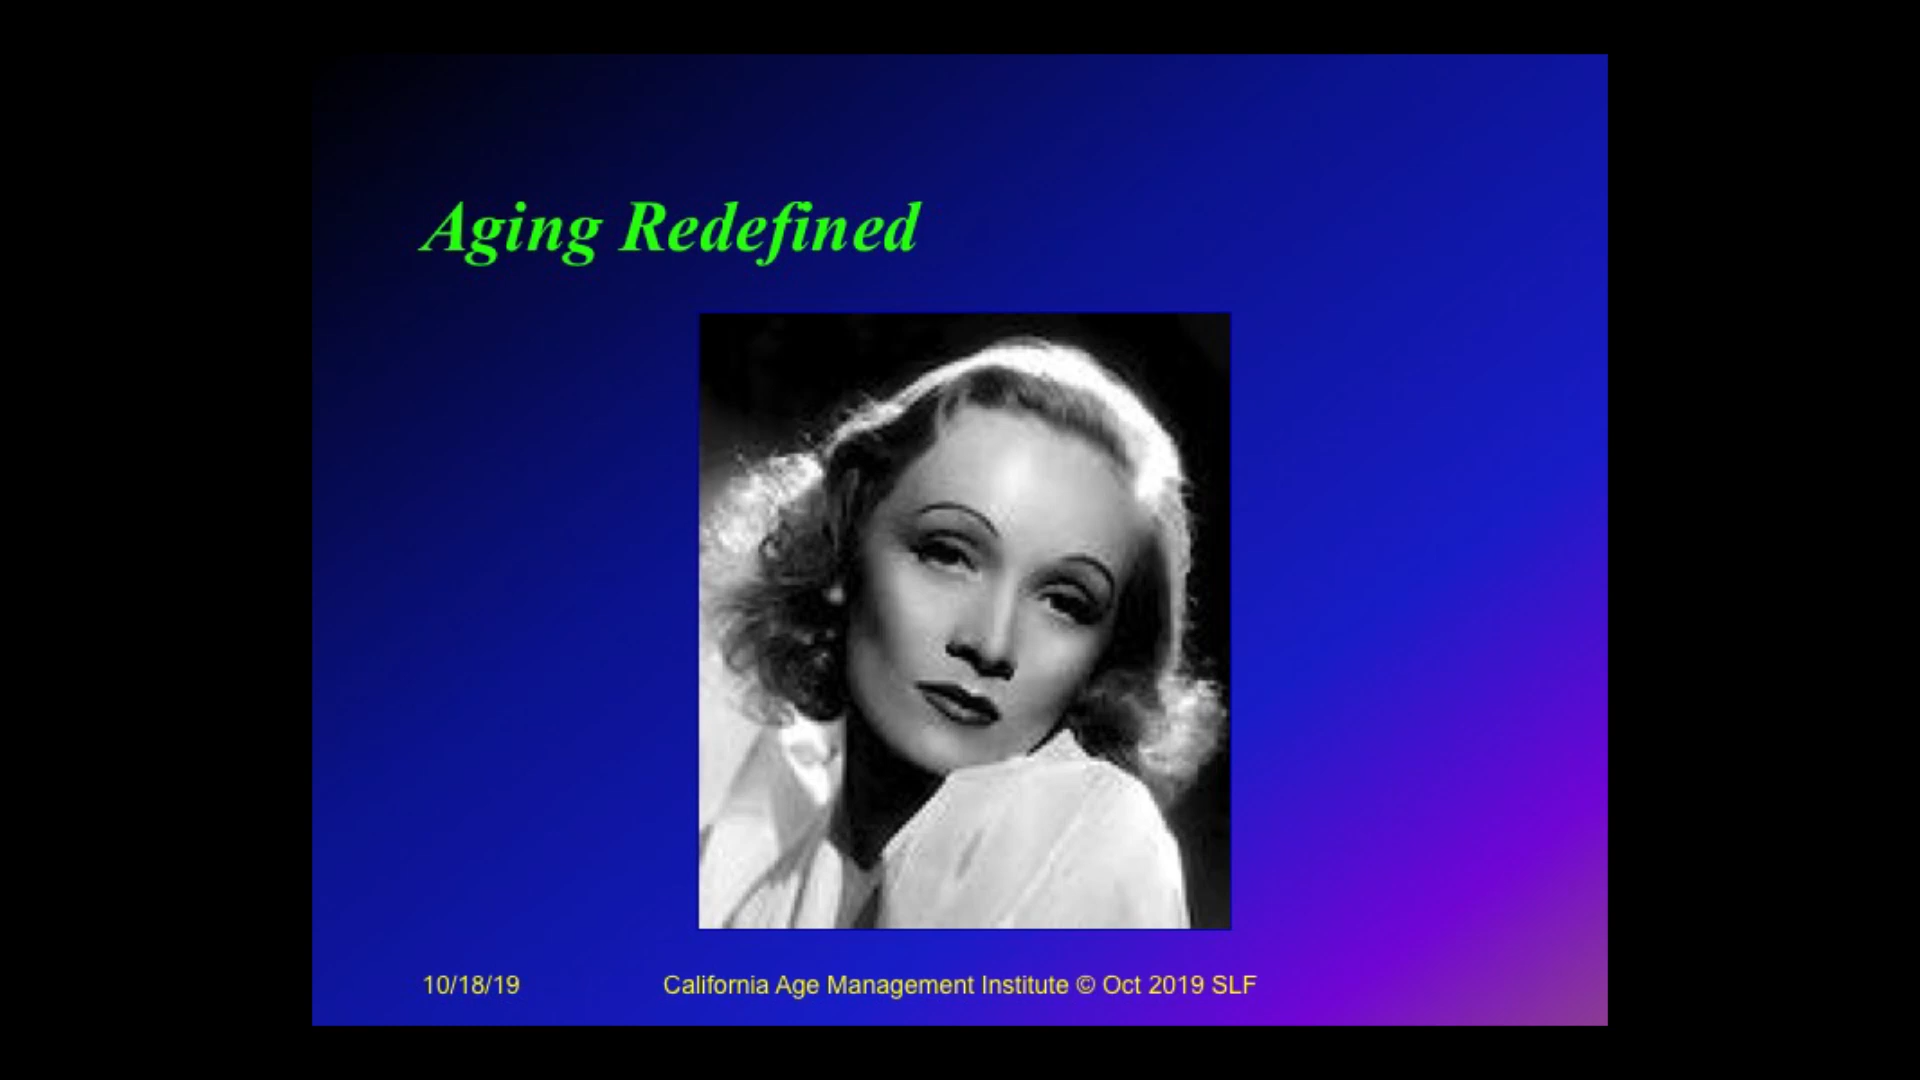 Aging Redefined
10/18/19
California Age Management Institute © Oct 2019 SLF